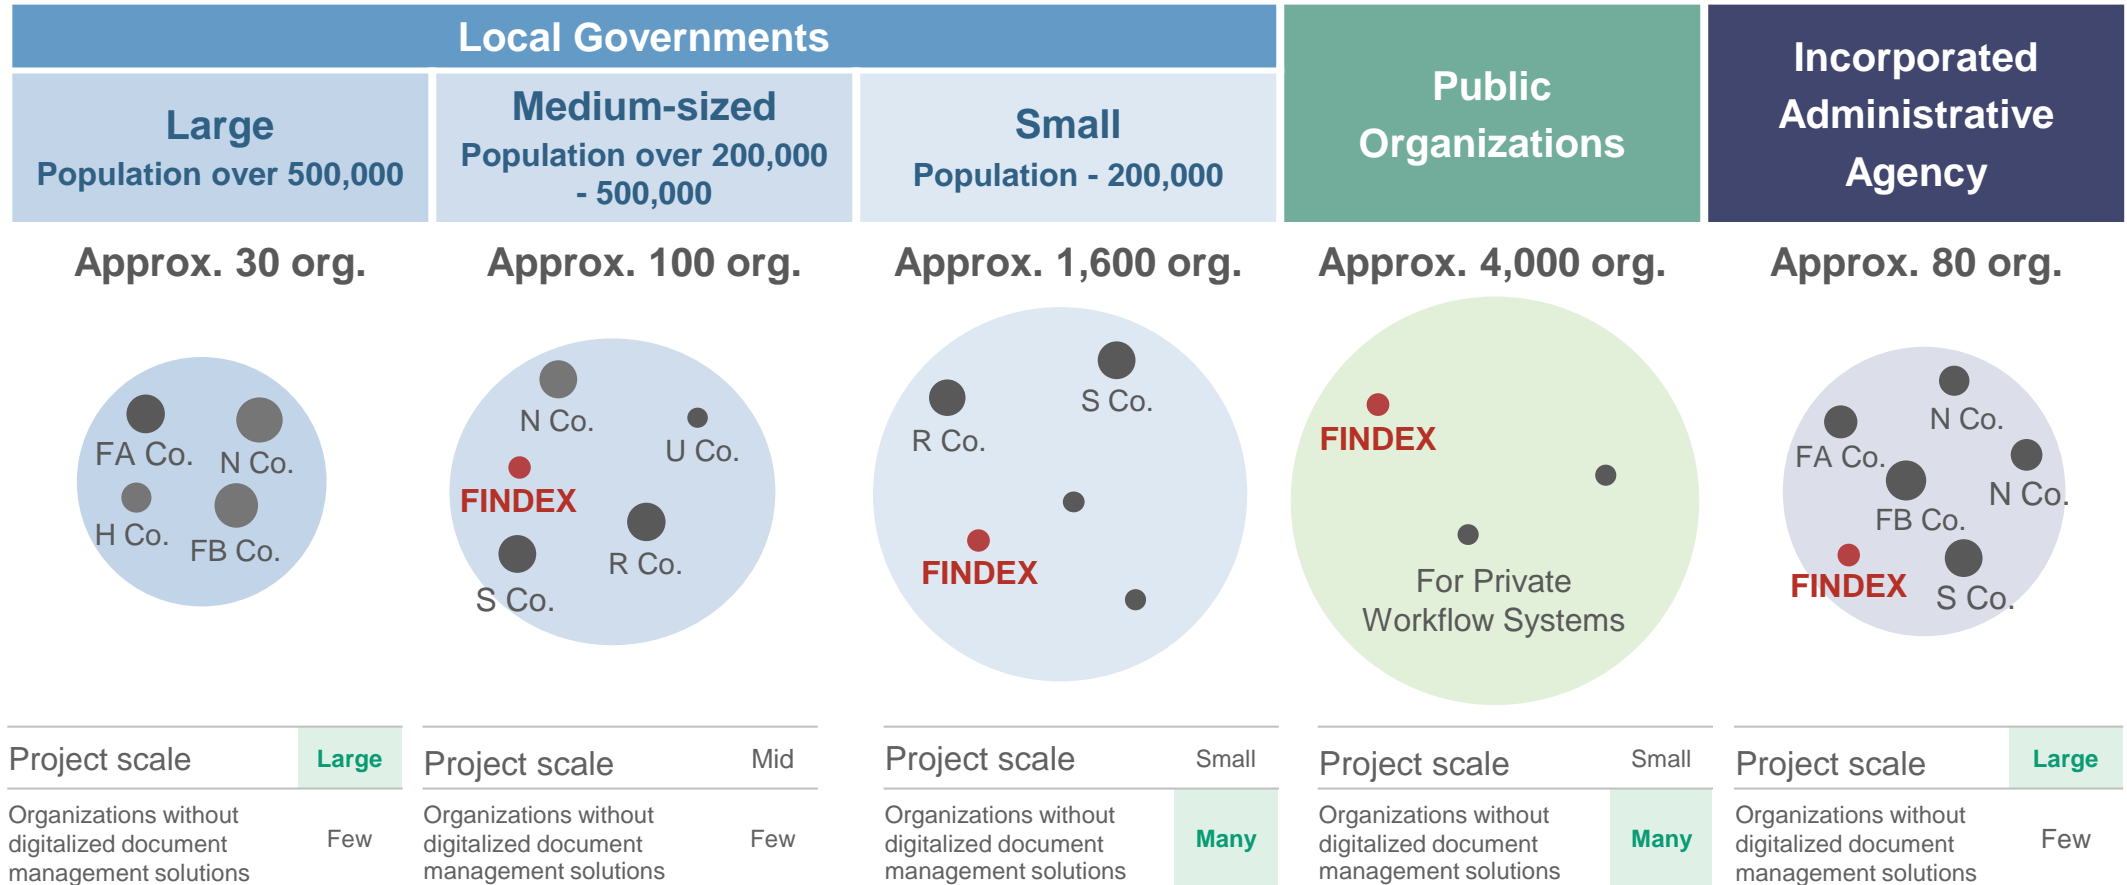 Local Governments
Large
Population over 500,000
Medium-sized
Population over 200,000
- 500,000
Small
Population - 200,000
Public
Organizations
Incorporated
Administrative
Agency
Approx. 30 org.
Approx. 100 org.
Approx. 1,600 org.
Approx. 4,000 org.
Approx. 80 org.
FA Co.
N Co.
H Co.
FB Co.
N Co.
U Co.
FINDEX
R Co.
S Co.
S Co.
R Co.
FINDEX
FINDEX
For Private
Workflow Systems
N Co.
FA Co.
N Co.
FB Co.
FINDEX
S Co.
Project scale
Large
Organizations without
digitalized document
management solutions
Few
Project scale
Mid
Organizations without
digitalized document
management solutions
Few
Project scale
Small
Organizations without
digitalized document
management solutions
Many
Project scale
Small
Organizations without
digitalized document
management solutions
Many
Project scale
Large
Organizations without
digitalized document
management solutions
Few